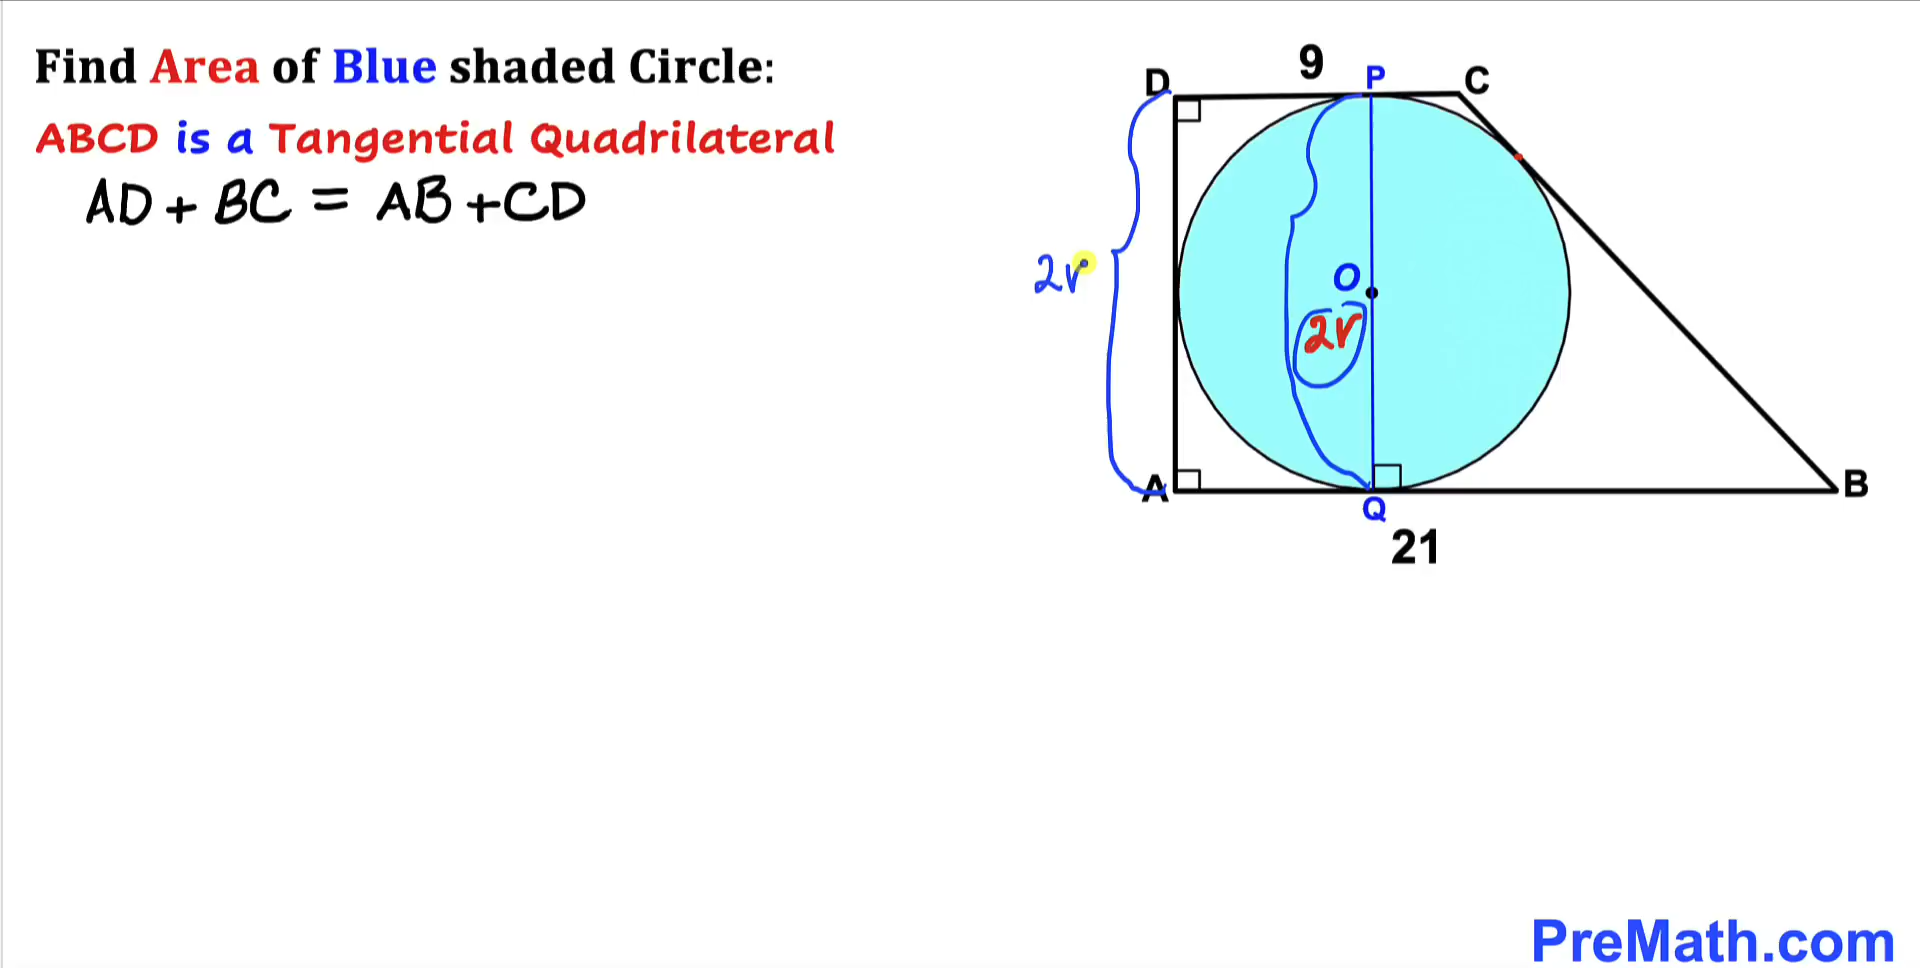 Find Area of Blue shaded Circle:
ABCD is a Tangential Quadrilateral
AD + BC = AB + CD
9
D
P
C
2r
O
2r
A
B
Q
21
PreMath.com